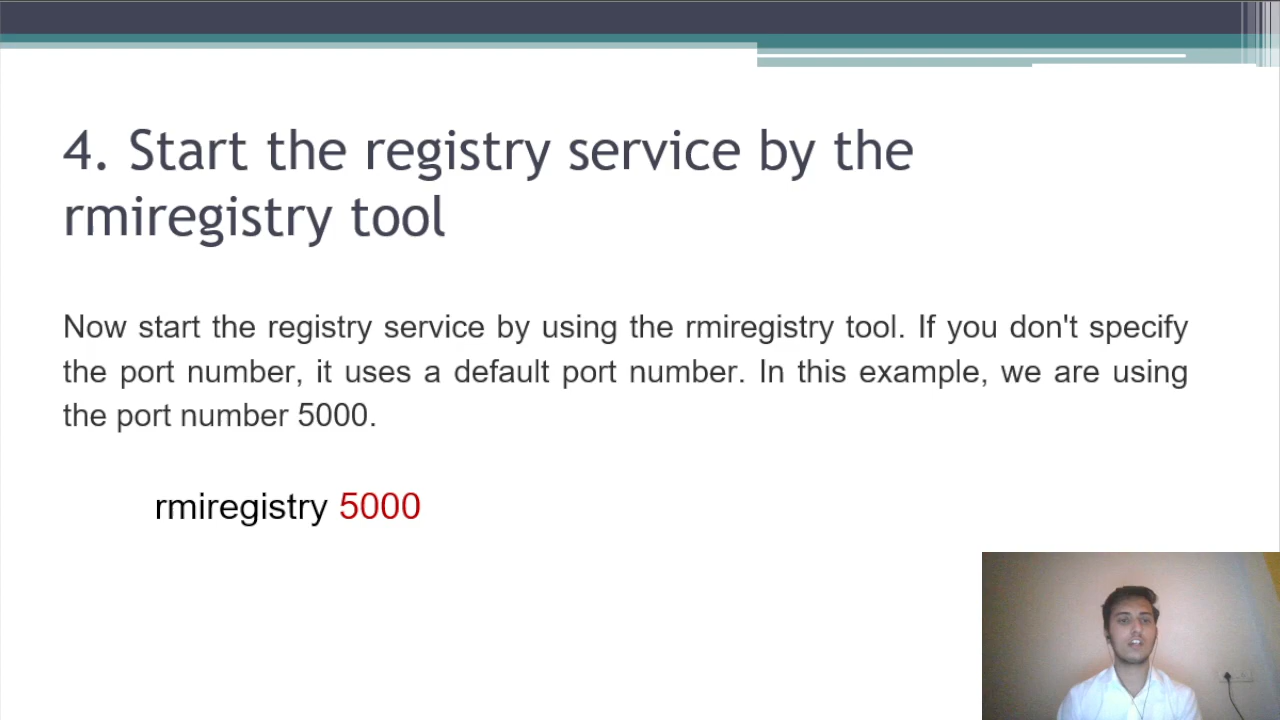 4. Start the registry service by the
rmiregistry tool
Now start the registry service by using the rmiregistry tool. If you don't specify
the port number, it uses a default port number. In this example, we are using
the port number 5000.
rmiregistry 5000